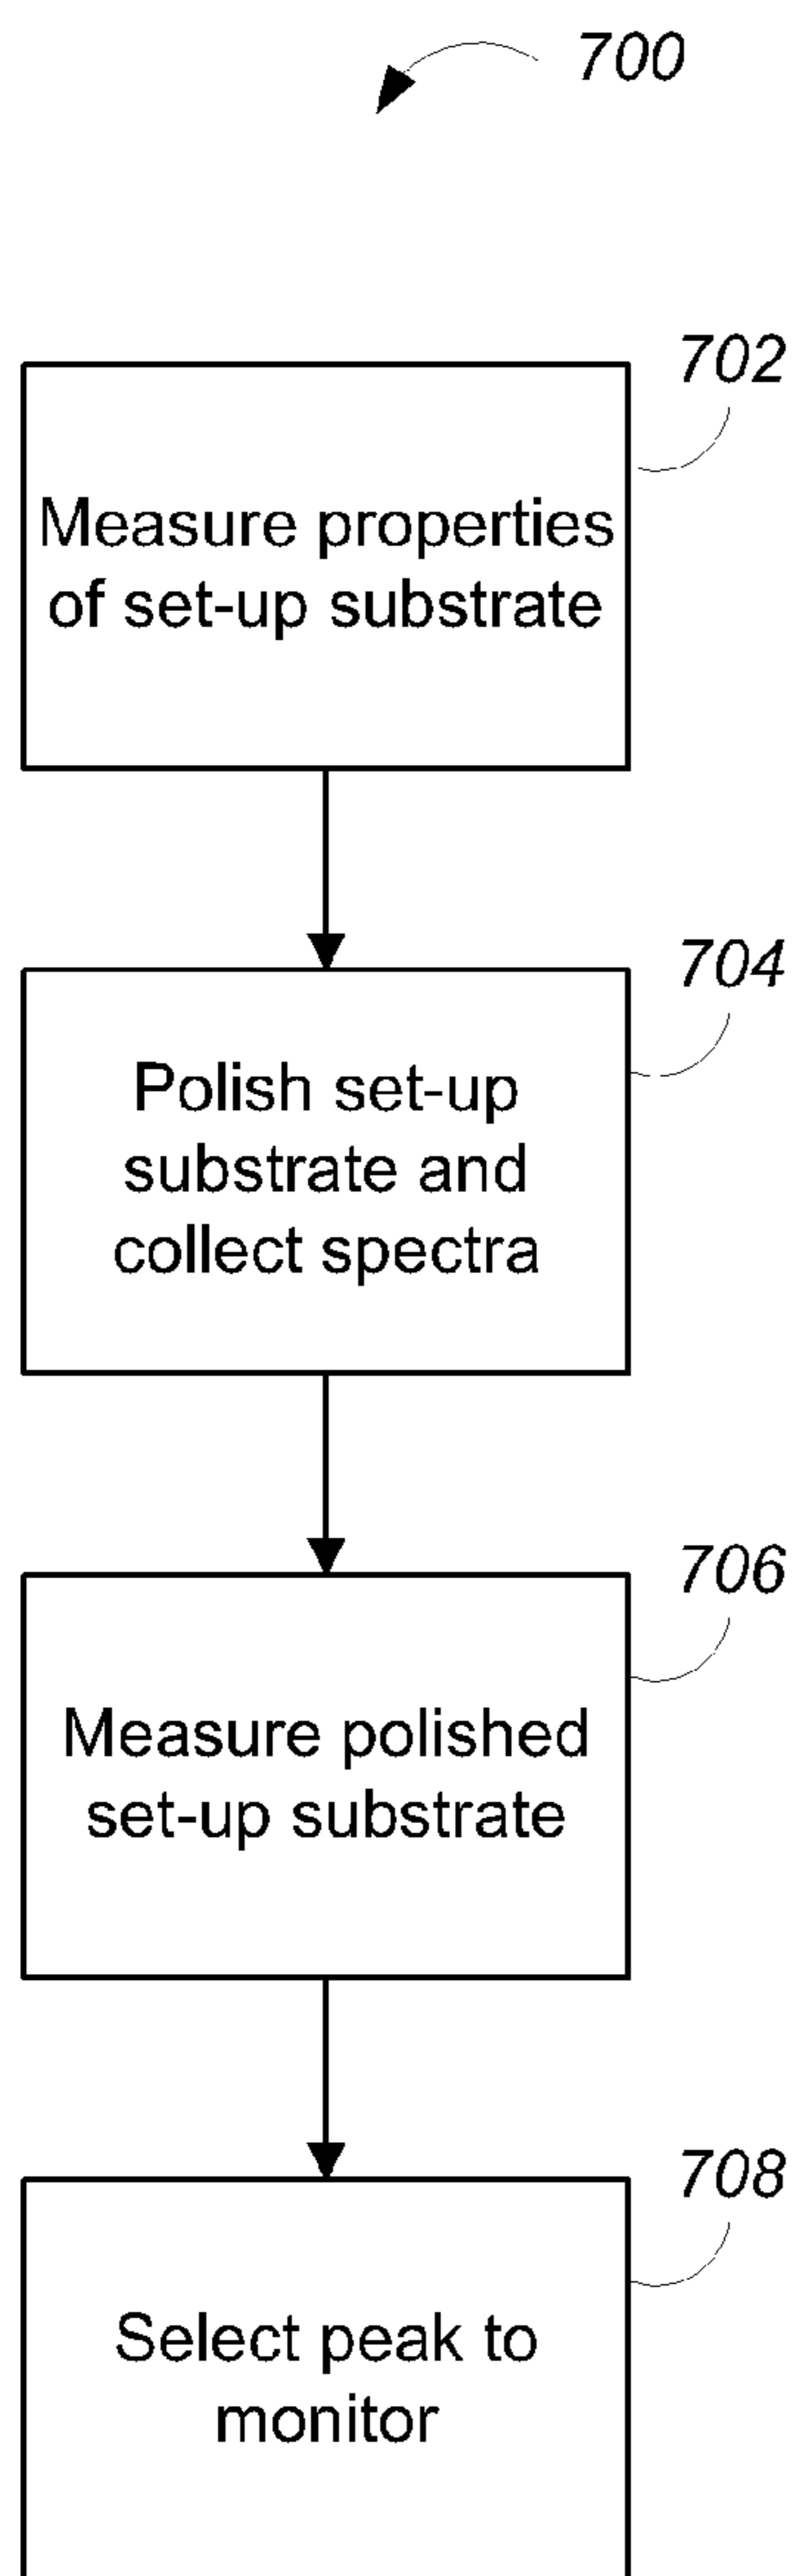 700
702
Measure properties
of set-up substrate
704
Polish set-up
substrate and
collect spectra
706
Measure polished
set-up substrate
708
Select peak to
monitor